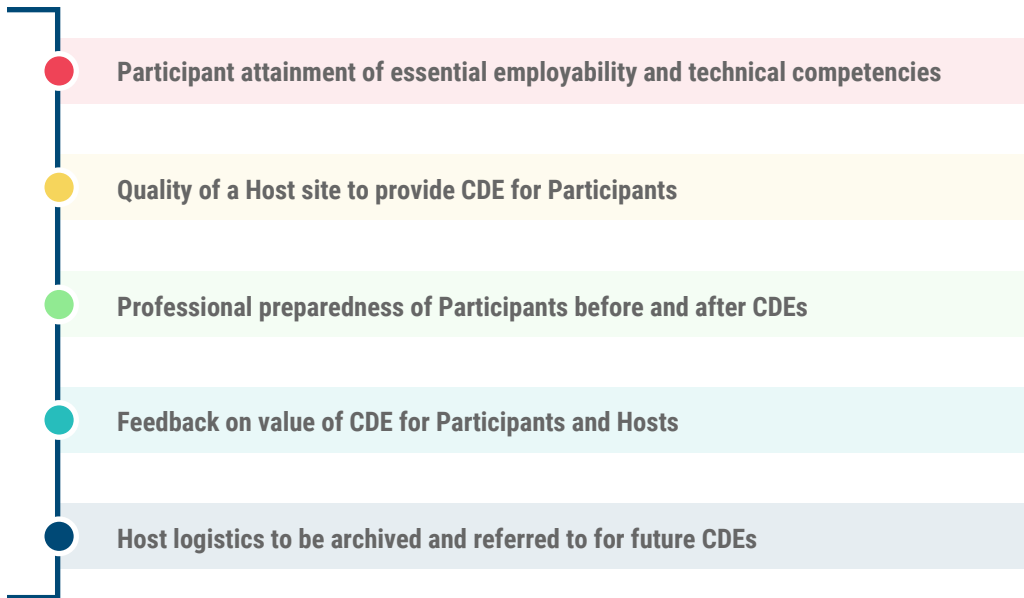 Participant attainment of essential employability and technical competencies
Quality of a Host site to provide CDE for Participants
Professional preparedness of Participants before and after CDEs
Feedback on value of CDE for Participants and Hosts
Host logistics to be archived and referred to for future CDEs